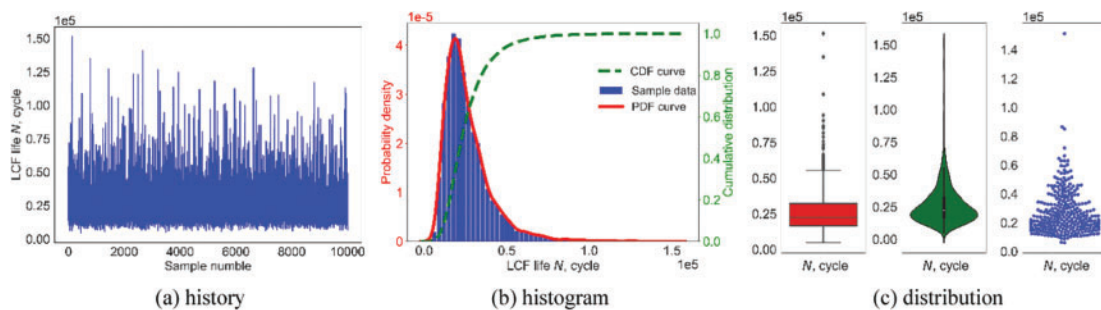 1e5
LCF life N, cycle
1.50
1.25
1.00
0.75
0.50
0.25
0.00
0
2000
4000
6000
8000
10000
Sample numble
(a) history
1e-5
Probability density
4
3
2
1
0
CDF curve
Sample data
PDF curve
1.0
0.8
0.6
0.4
0.2
0.0
Cumulative distribution
0.0
0.5
1.0
1.5
LCF life N, cycle
1e5
(b) histogram
1e5
1.50
1.25
1.00
0.75
0.50
0.25
0.00
N, cycle
1e5
1.50
1.25
1.00
0.75
0.50
0.25
0.00
N, cycle
1e5
1.4
1.2
1.0
0.8
0.6
0.4
0.2
0.0
N, cycle
(c) distribution